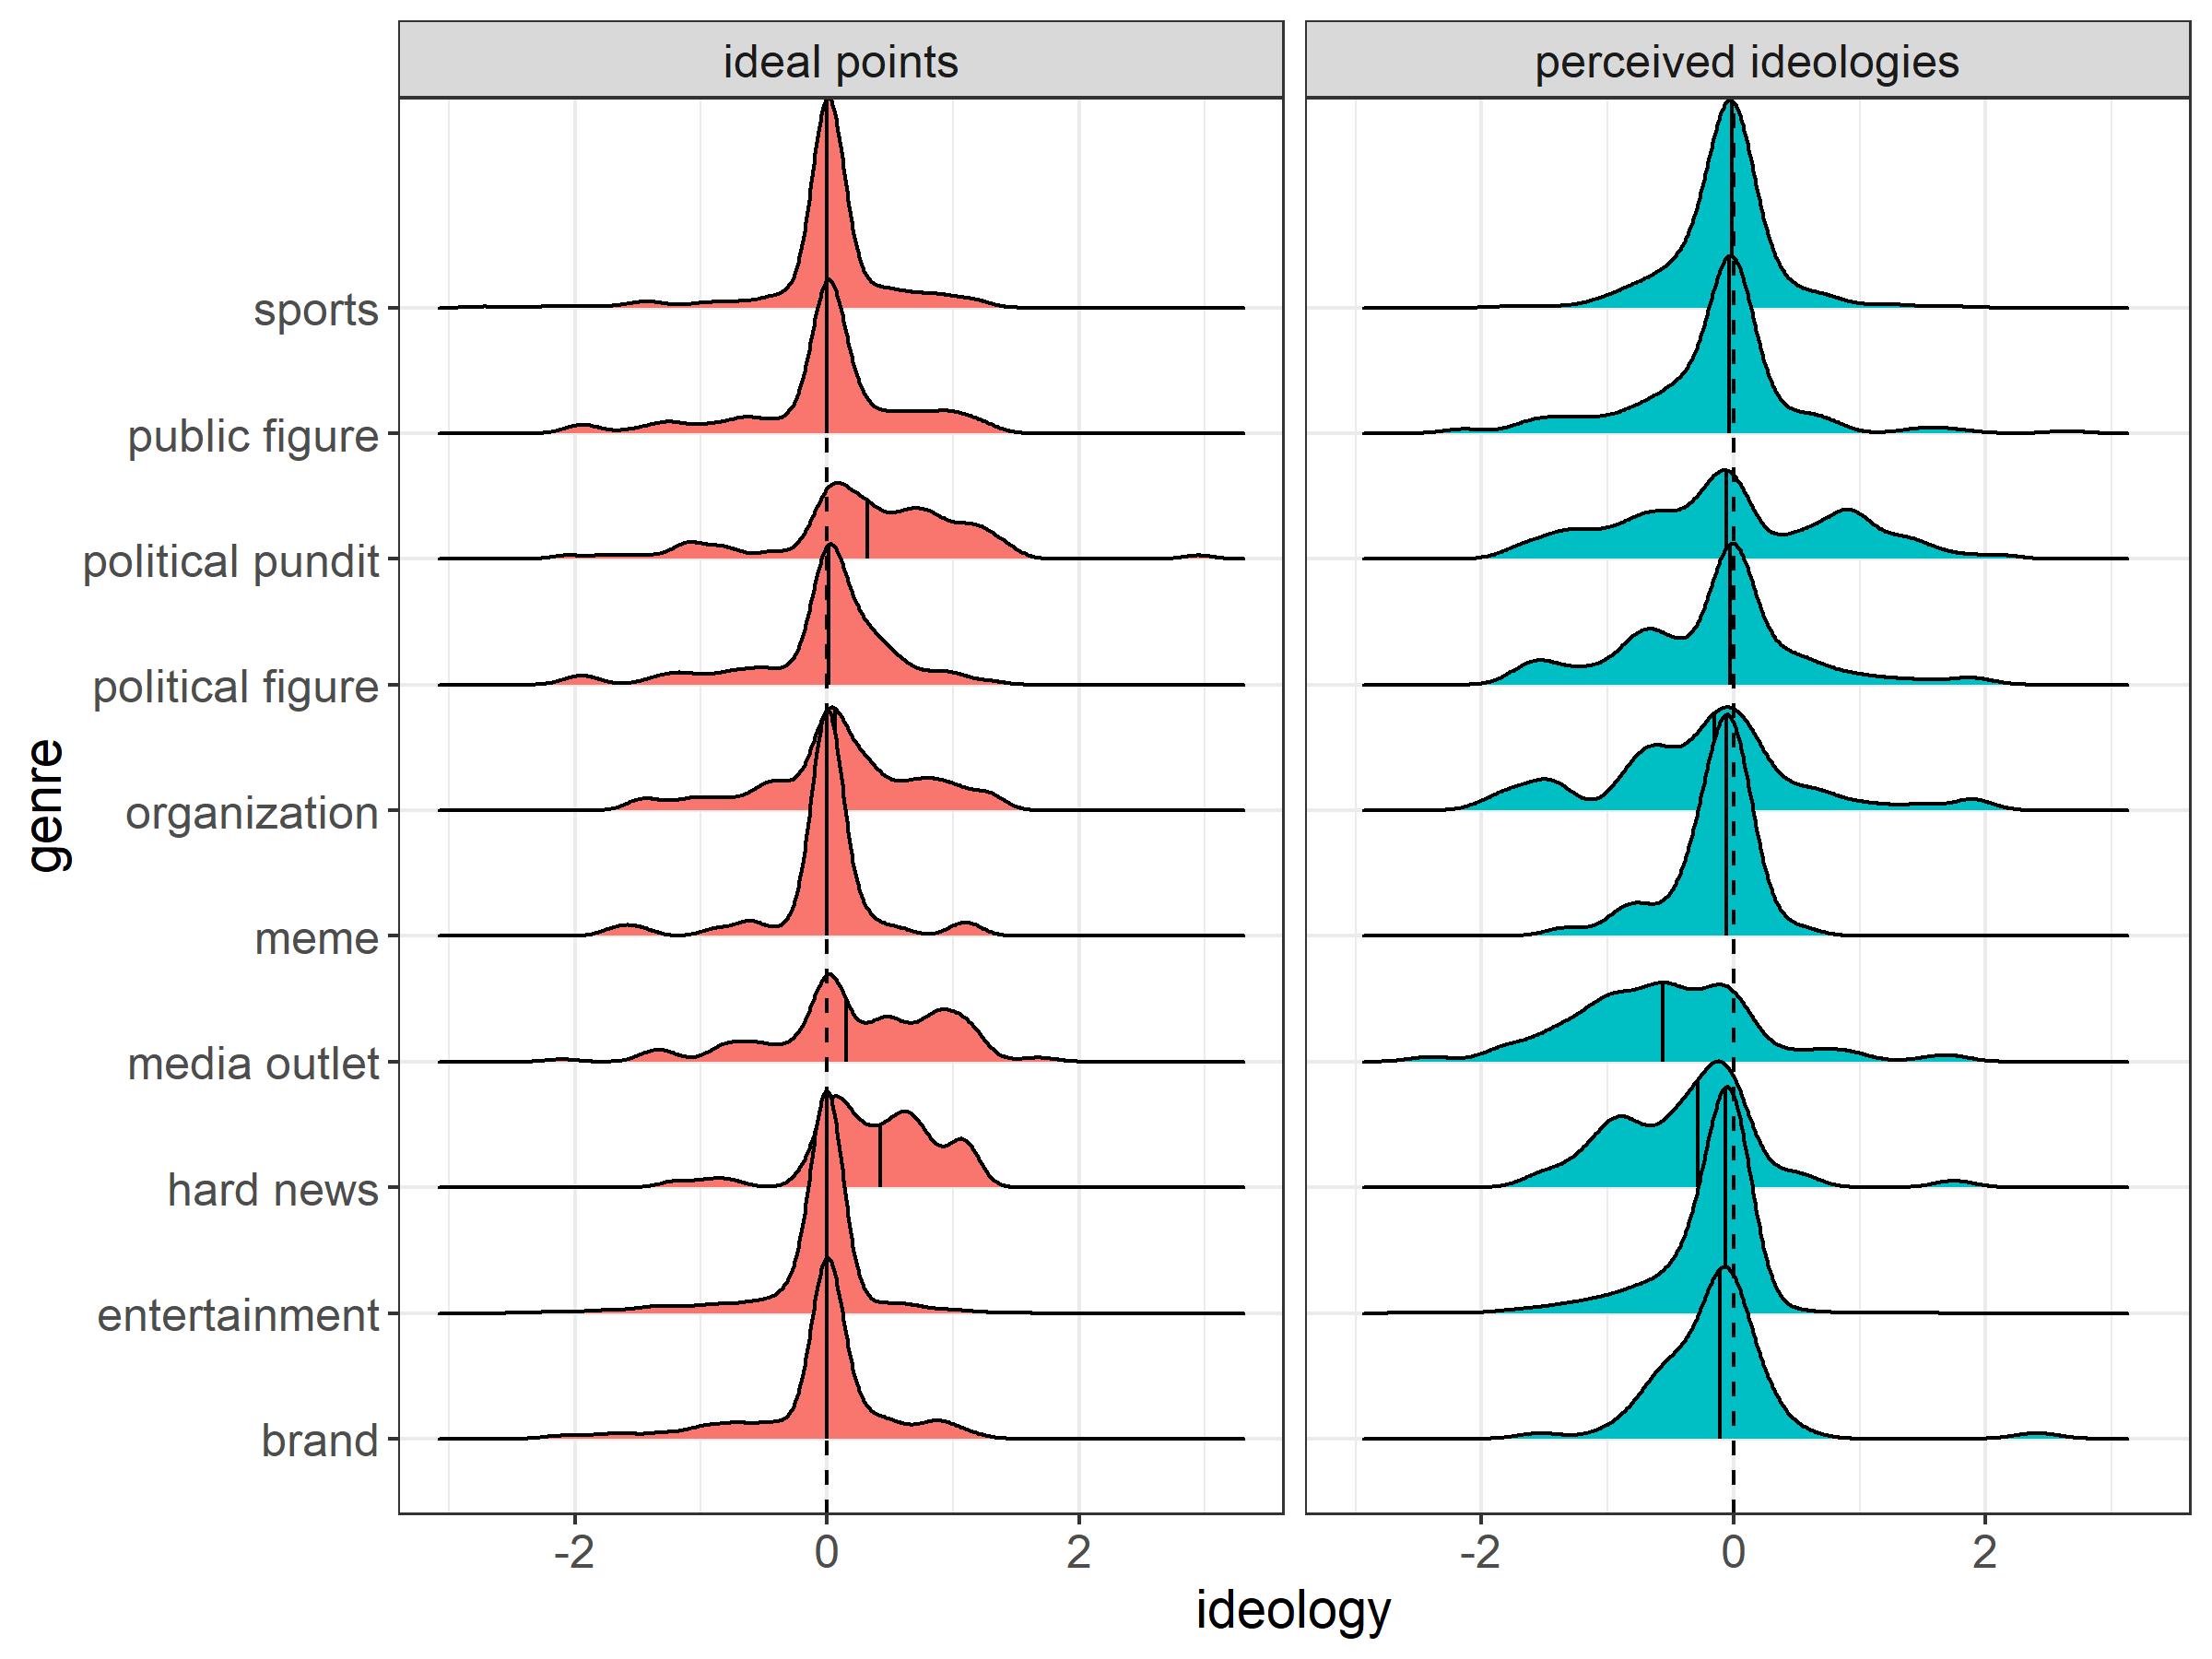 ideal points
perceived ideologies
genre
sports
public figure
political pundit
political figure
organization
meme
media outlet
hard news
entertainment
brand
-2 0 2
-2 0 2
ideology